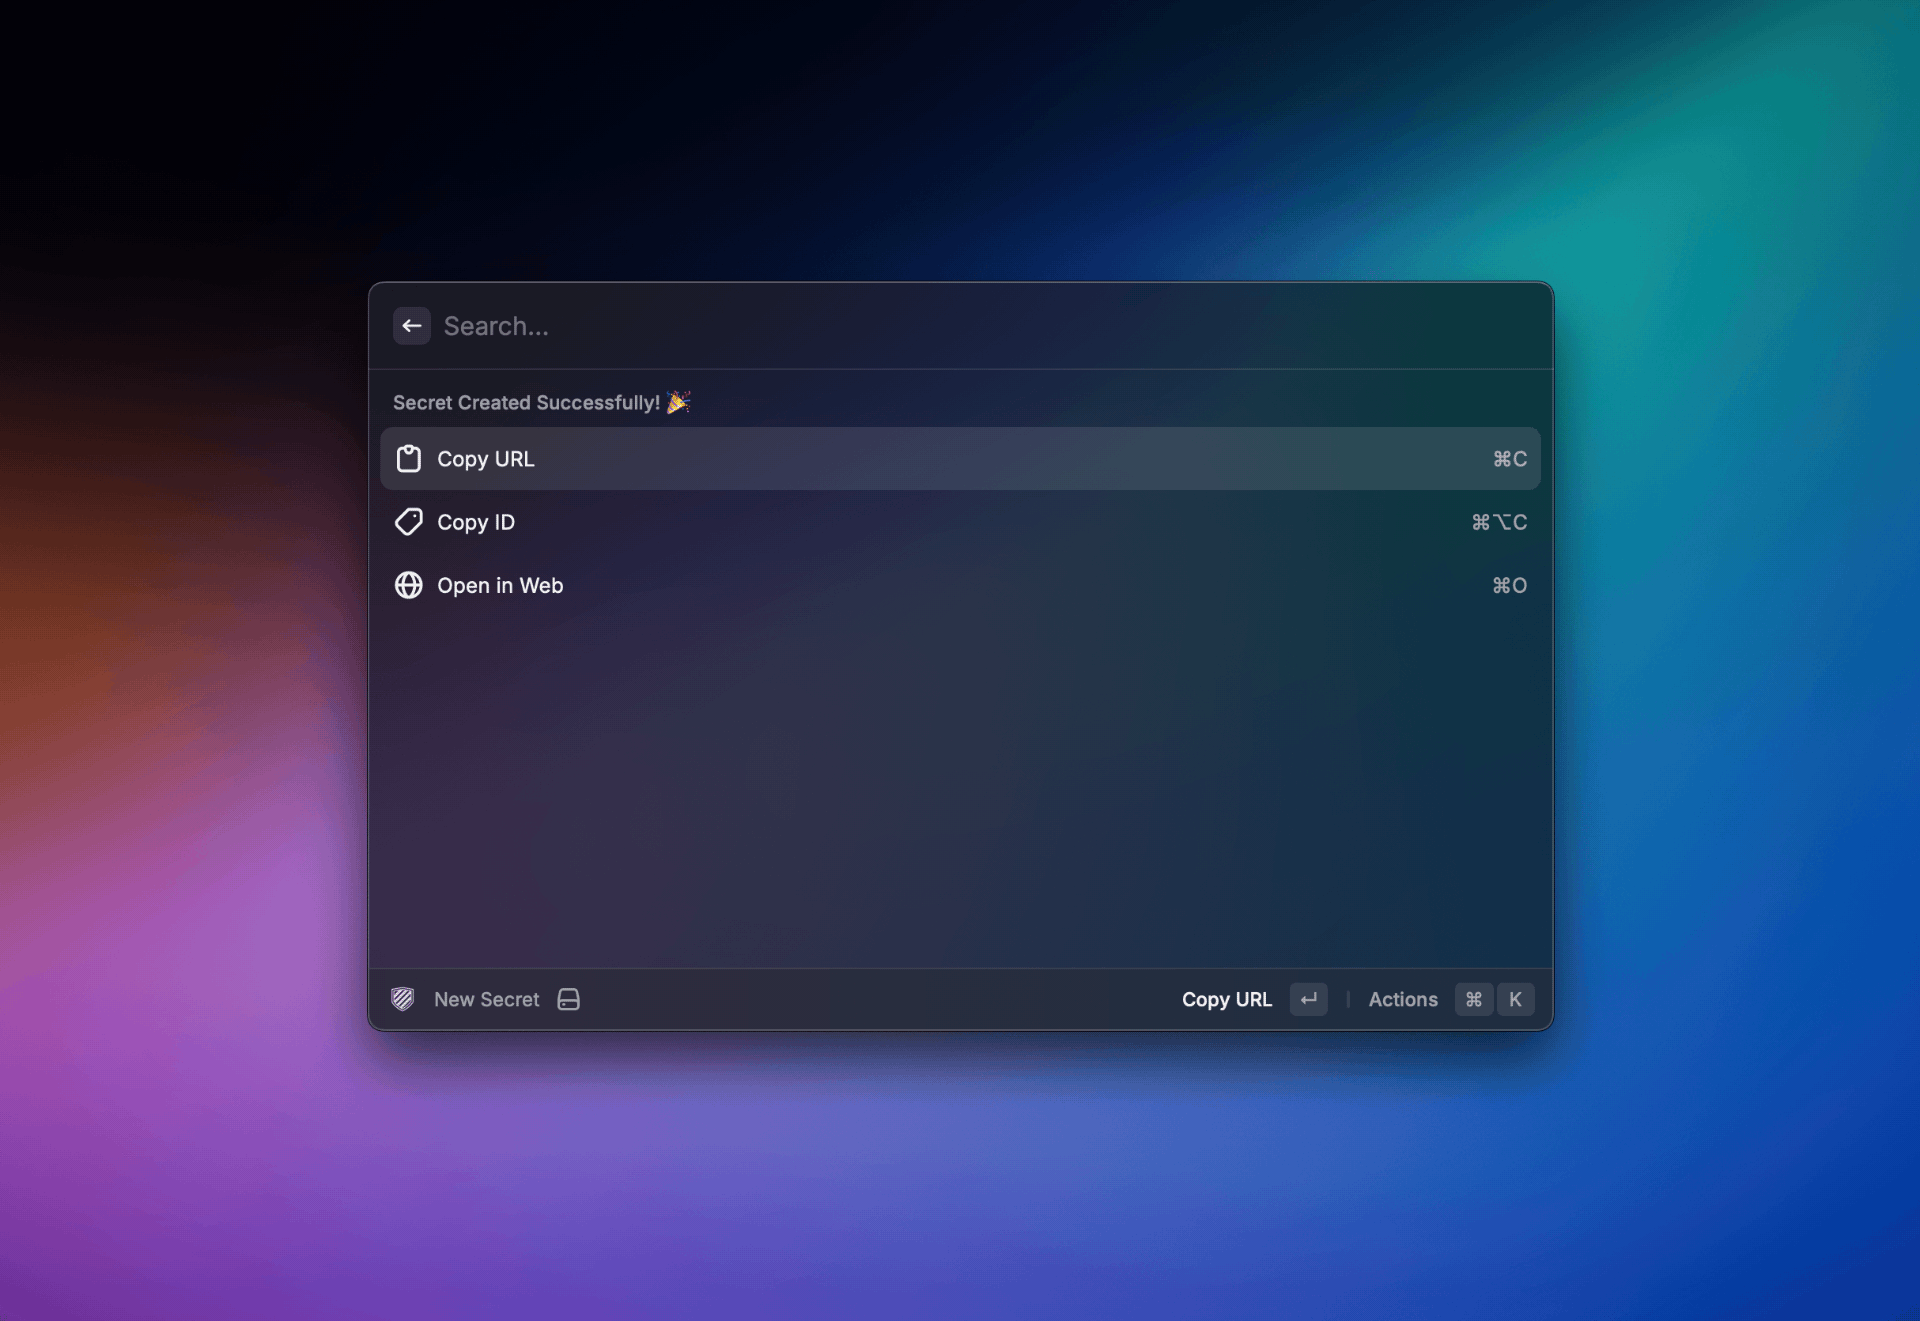 Search...
Secret Created Successfully! 🎉
Copy URL ⌘C
Copy ID ⌘⌥C
Open in Web ⌘O
New Secret Copy URL ↵ Actions ⌘ K